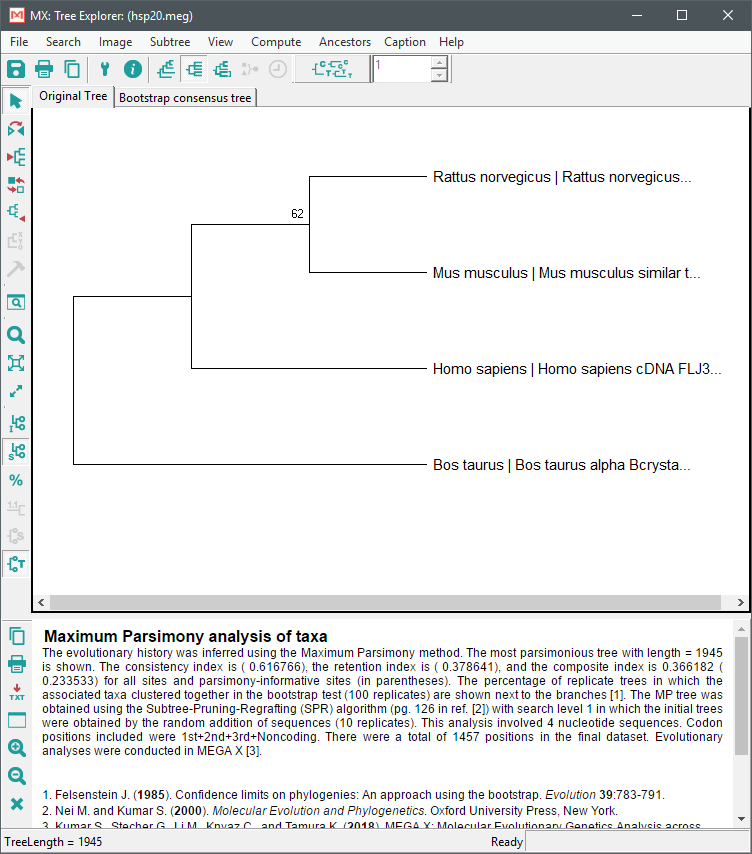 MX: Tree Explorer: (hsp20.meg)
File Search Image Subtree View Compute Ancestors Caption Help
1
Original Tree Bootstrap consensus tree
Rattus norvegicus | Rattus norvegicus...
62
Mus musculus | Mus musculus similar t...
Homo sapiens | Homo sapiens cDNA FLJ3...
Bos taurus | Bos taurus alpha Bcrysta...
%
TXT
Maximum Parsimony analysis of taxa
The evolutionary history was inferred using the Maximum Parsimony method. The most parsimonious tree with length = 1945
is shown. The consistency index is ( 0.616766), the retention index is ( 0.378641), and the composite index is 0.366182 (
0.233533) for all sites and parsimony-informative sites (in parentheses). The percentage of replicate trees in which the
associated taxa clustered together in the bootstrap test (100 replicates) are shown next to the branches [1]. The MP tree was
obtained using the Subtree-Pruning-Regrafting (SPR) algorithm (pg. 126 in ref. [2]) with search level 1 in which the initial trees
were obtained by the random addition of sequences (10 replicates). This analysis involved 4 nucleotide sequences. Codon
positions included were 1st+2nd+3rd+Noncoding. There were a total of 1457 positions in the final dataset. Evolutionary
analyses were conducted in MEGA X [3].
1. Felsenstein J. (1985). Confidence limits on phylogenies: An approach using the bootstrap. Evolution 39:783-791.
2. Nei M. and Kumar S. (2000). Molecular Evolution and Phylogenetics. Oxford University Press, New York.
3. Kumar S., Stecher G., Li M., Knyaz C., and Tamura K. (2018). MEGA X: Molecular Evolutionary Genetics Analysis across
TreeLength = 1945 Ready